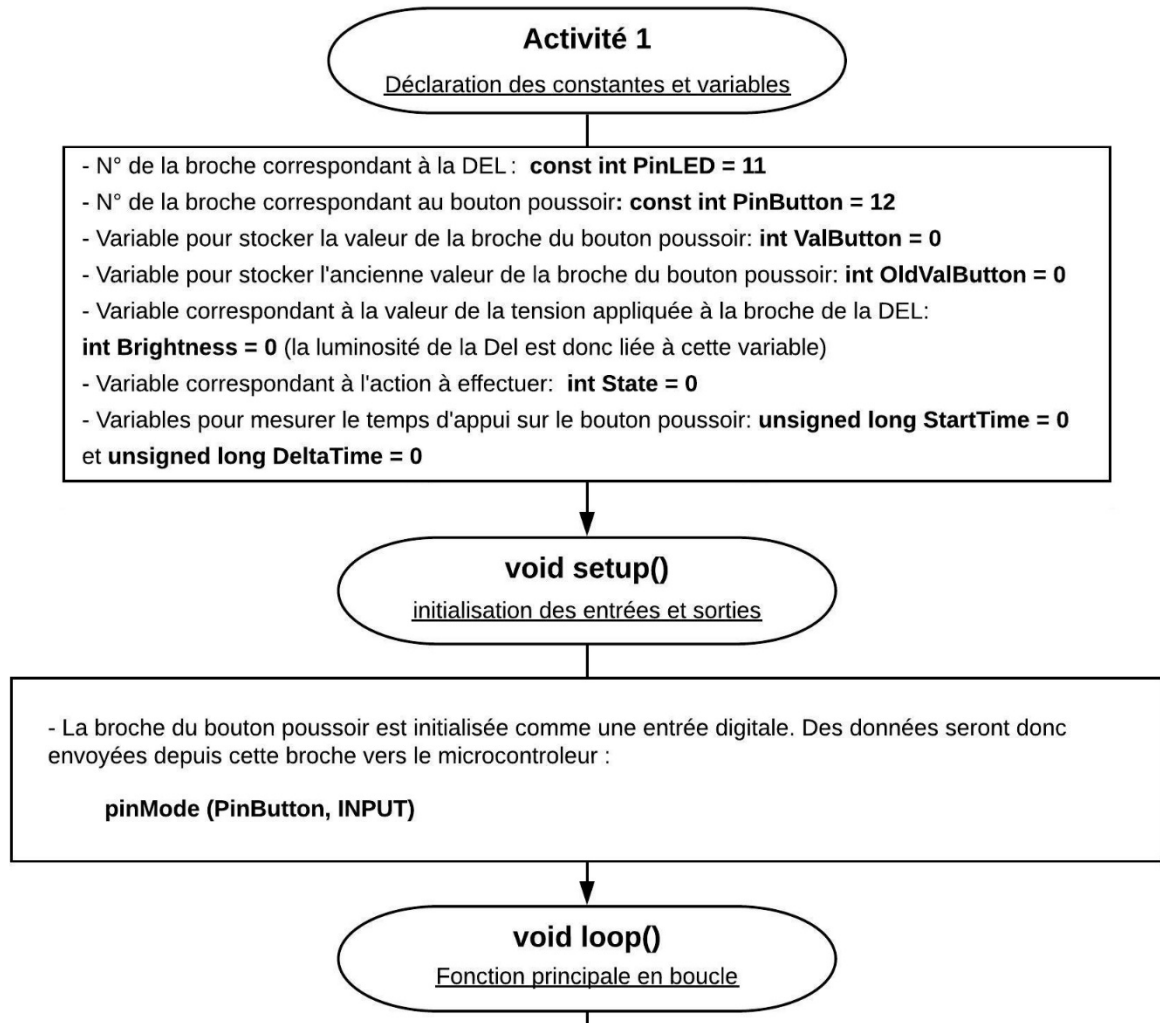 Activité 1
Déclaration des constantes et variables
- N° de la broche correspondant à la DEL : const int PinLED = 11
- N° de la broche correspondant au bouton poussoir: const int PinButton = 12
- Variable pour stocker la valeur de la broche du bouton poussoir: int ValButton = 0
- Variable pour stocker l'ancienne valeur de la broche du bouton poussoir: int OldValButton = 0
- Variable correspondant à la valeur de la tension appliquée à la broche de la DEL:
int Brightness = 0 (la luminosité de la Del est donc liée à cette variable)
- Variable correspondant à l'action à effectuer: int State = 0
- Variables pour mesurer le temps d'appui sur le bouton poussoir: unsigned long StartTime = 0
et unsigned long DeltaTime = 0
void setup()
initialisation des entrées et sorties
- La broche du bouton poussoir est initialisée comme une entrée digitale. Des données seront donc
envoyées depuis cette broche vers le microcontroleur :
pinMode (PinButton, INPUT)
void loop()
Fonction principale en boucle